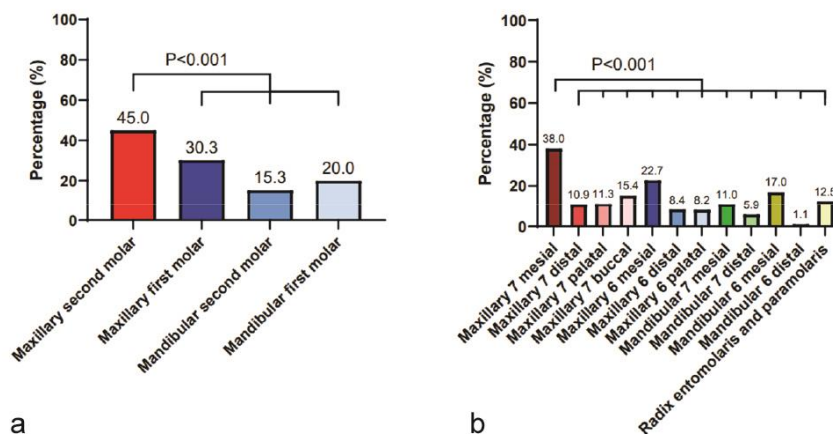 100
80
60
40
20
0
Percentage (%)
P<0.001
45.0
30.3
15.3
20.0
Maxillary second molar
Maxillary first molar
Mandibular second molar
Mandibular first molar
a
100
80
60
40
20
0
Percentage (%)
P<0.001
38.0
10.9
11.3
15.4
22.7
8.4
8.2
11.0
5.9
17.0
1.1
12.5
Maxillary 7 mesial
Maxillary 7 distal
Maxillary 7 palatal
Maxillary 7 buccal
Maxillary 6 mesial
Maxillary 6 distal
Maxillary 6 palatal
Mandibular 7 mesial
Mandibular 7 distal
Mandibular 6 mesial
Mandibular 6 distal
Radix entomolaris and paramolaris
b